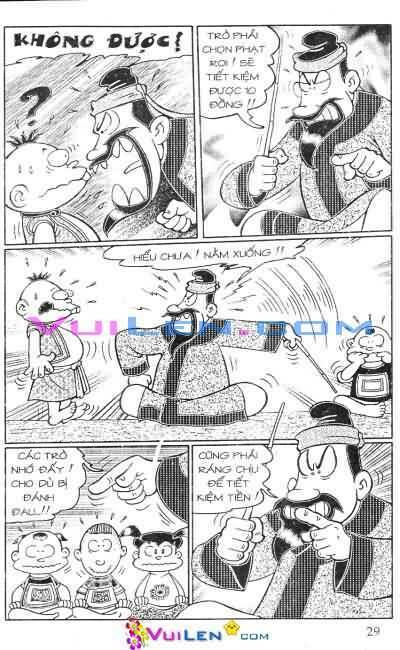 KHÔNG ĐƯỢC!
?
TRÒ PHẢI
CHỌN PHẠT
ROI! SẼ
TIẾT KIỆM
ĐƯỢC 10
ĐỒNG!!
HIỂU CHƯA! NẰM XUỐNG!!
VUILEN.COM
CÁC TRÒ
NHỚ ĐẤY!
CHO DÙ BỊ
ĐÁNH
ĐAU..!!
CŨNG PHẢI
RÁNG CHỊU
ĐỂ TIẾT
KIỆM TIỀN!
29
VUILEN.COM